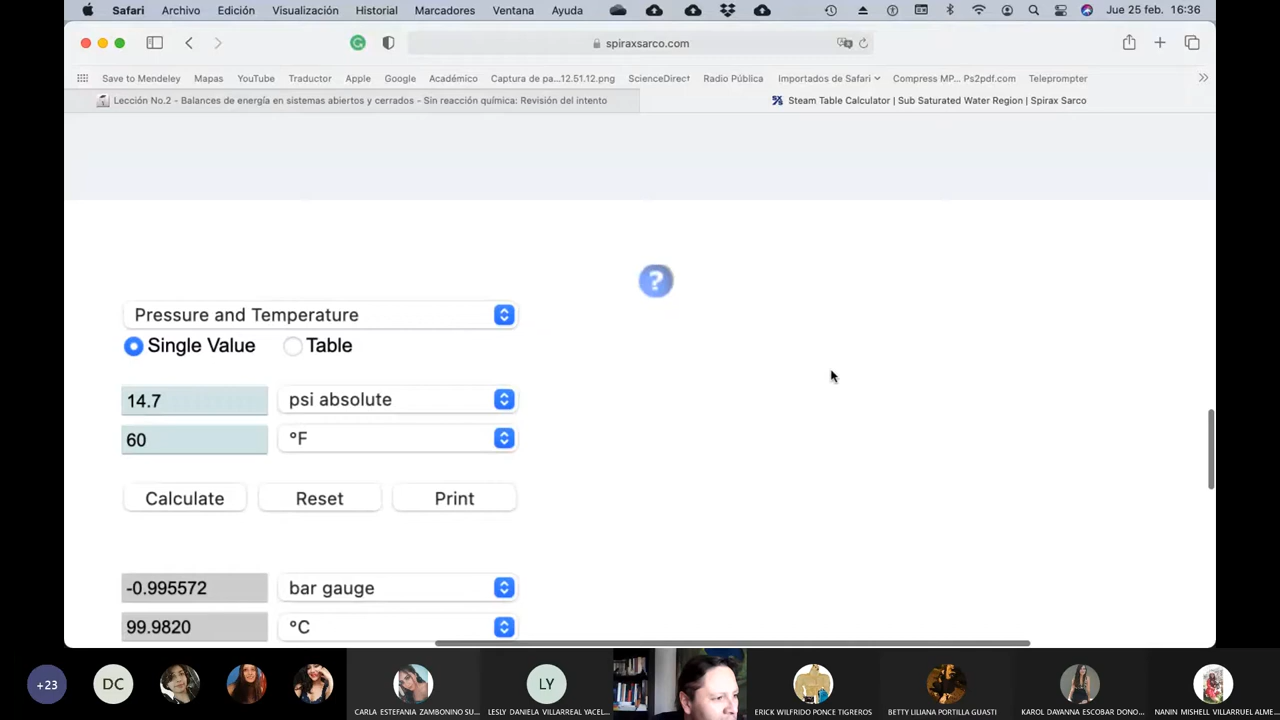 Safari Archivo Edición Visualización Historial Marcadores Ventana Ayuda Jue 25 feb. 16:36
spiraxsarco.com
Save to Mendeley Mapas YouTube Traductor Apple Google Académico Captura de pa...12.51.12.png ScienceDirect Radio Pública Importados de Safari Compress MP... Ps2pdf.com Teleprompter
Lección No.2 - Balances de energía en sistemas abiertos y cerrados - Sin reacción química: Revisión del intento
Steam Table Calculator | Sub Saturated Water Region | Spirax Sarco
?
Pressure and Temperature
Single Value Table
14.7 psi absolute
60 °F
Calculate Reset Print
-0.995572 bar gauge
99.9820 °C
+23 DC LY
CARLA ESTEFANIA ZAMBONINO SU... LESLY DANIELA VILLARREAL YACEL... ERICK WILFRIDO PONCE TIGREROS BETTY LILIANA PORTILLA GUASTI KAROL DAYANNA ESCOBAR DONO... NANIN MISHELL VILLARRUEL ALME...